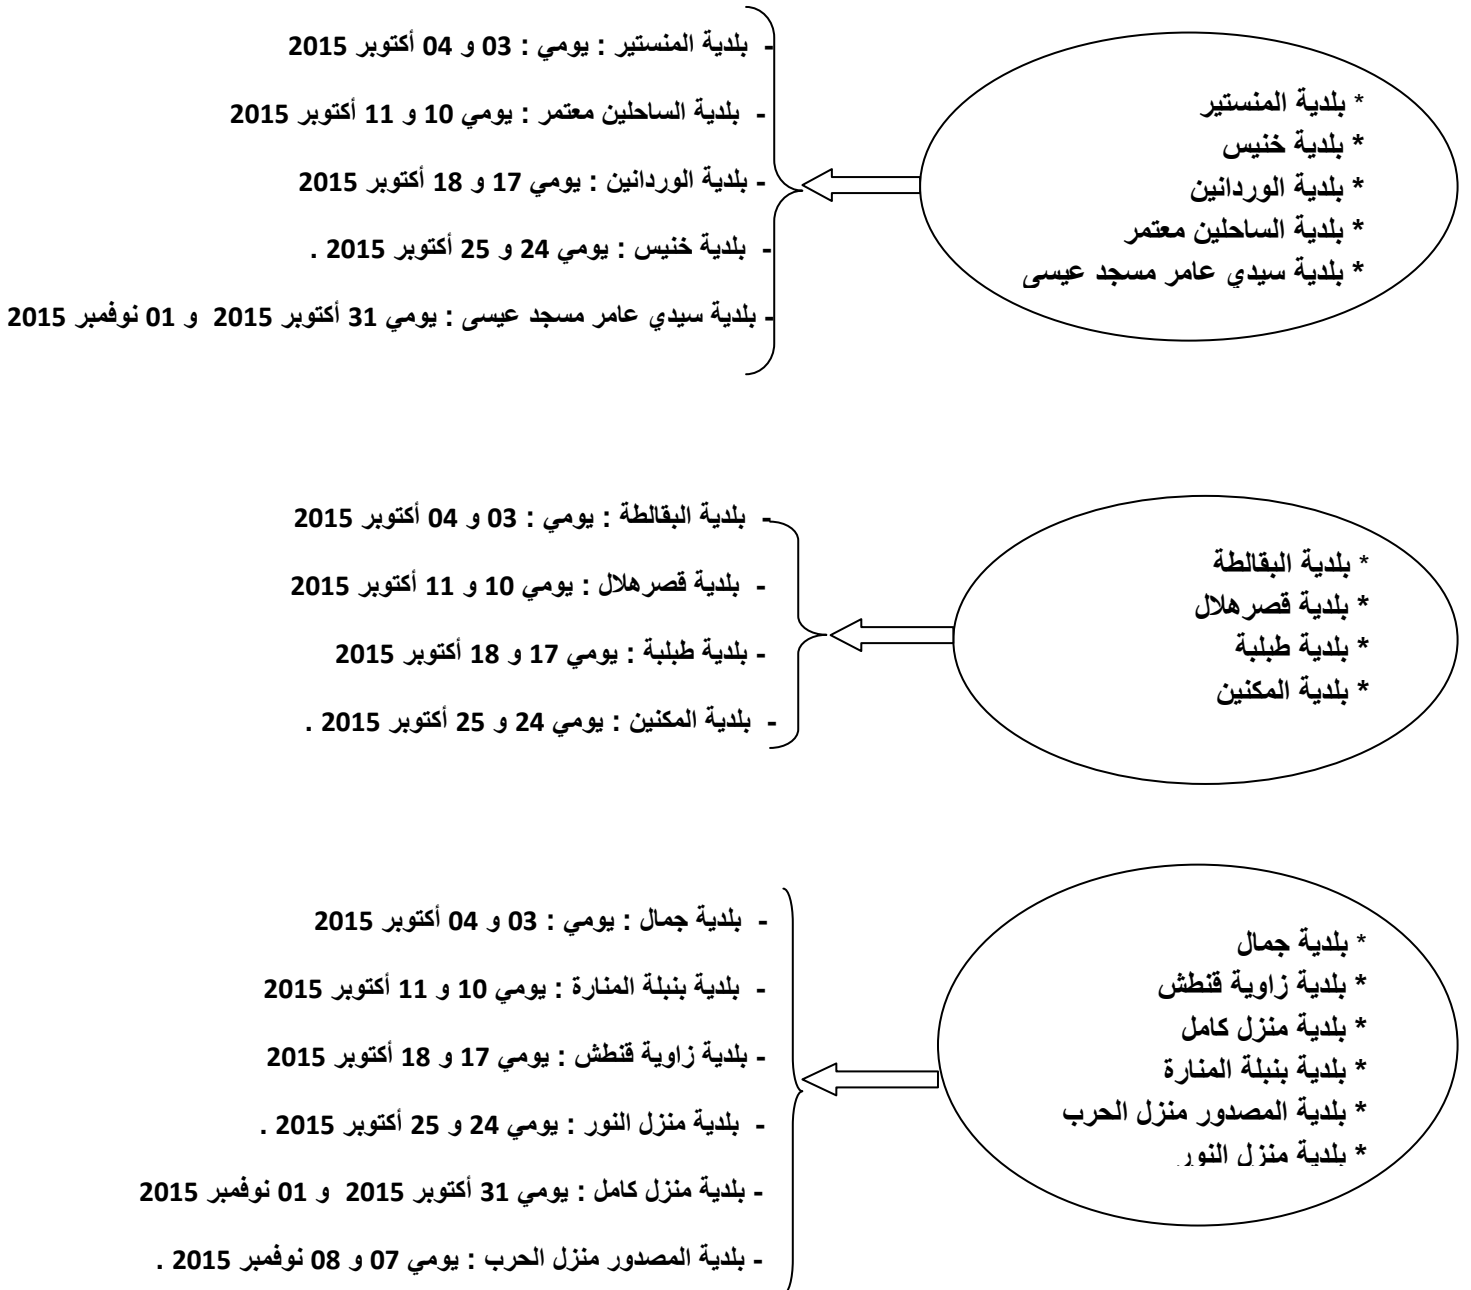 * بلدية المنستير
* بلدية خنيس
* بلدية الوردانين
* بلدية الساحلين معتمر
* بلدية سيدي عامر مسجد عيسى
- بلدية المنستير : يومي : 03 و 04 أكتوبر 2015
- بلدية الساحلين معتمر : يومي 10 و 11 أكتوبر 2015
- بلدية الوردانين : يومي 17 و 18 أكتوبر 2015
- بلدية خنيس : يومي 24 و 25 أكتوبر 2015 .
- بلدية سيدي عامر مسجد عيسى : يومي 31 أكتوبر 2015 و 01 نوفمبر 2015
* بلدية البقالطة
* بلدية قصرهلال
* بلدية طبلبة
* بلدية المكنين
- بلدية البقالطة : يومي : 03 و 04 أكتوبر 2015
- بلدية قصرهلال : يومي 10 و 11 أكتوبر 2015
- بلدية طبلبة : يومي 17 و 18 أكتوبر 2015
- بلدية المكنين : يومي 24 و 25 أكتوبر 2015 .
* بلدية جمال
* بلدية زاوية قنطش
* بلدية منزل كامل
* بلدية بنبلة المنارة
* بلدية المصدور منزل الحرب
* بلدية منزل النور
- بلدية جمال : يومي : 03 و 04 أكتوبر 2015
- بلدية بنبلة المنارة : يومي 10 و 11 أكتوبر 2015
- بلدية زاوية قنطش : يومي 17 و 18 أكتوبر 2015
- بلدية منزل النور : يومي 24 و 25 أكتوبر 2015 .
- بلدية منزل كامل : يومي 31 أكتوبر 2015 و 01 نوفمبر 2015
- بلدية المصدور منزل الحرب : يومي 07 و 08 نوفمبر 2015 .